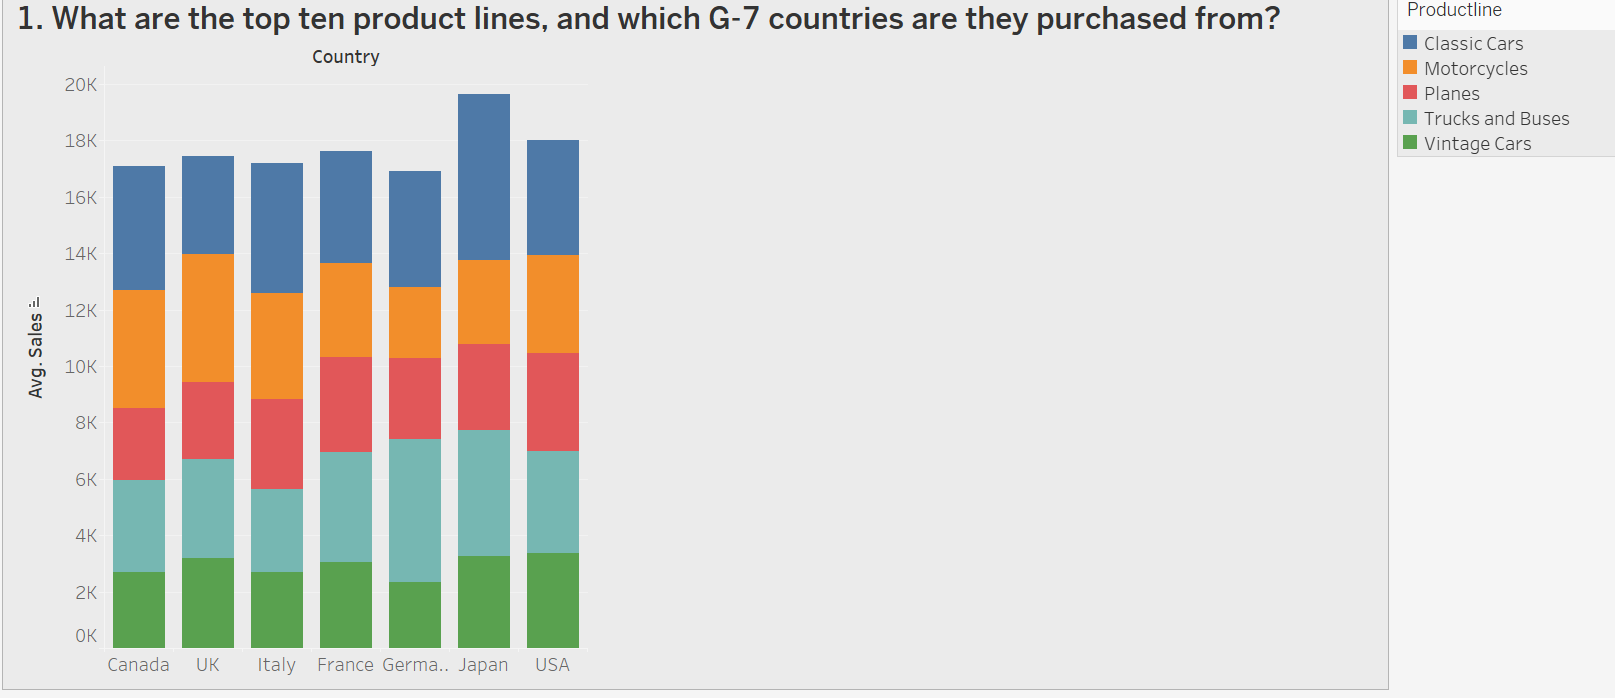 1. What are the top ten product lines, and which G-7 countries are they purchased from?
Country
Avg. Sales
20K
18K
16K
14K
12K
10K
8K
6K
4K
2K
0K
Canada UK Italy France Germa.. Japan USA
Productline
Classic Cars
Motorcycles
Planes
Trucks and Buses
Vintage Cars